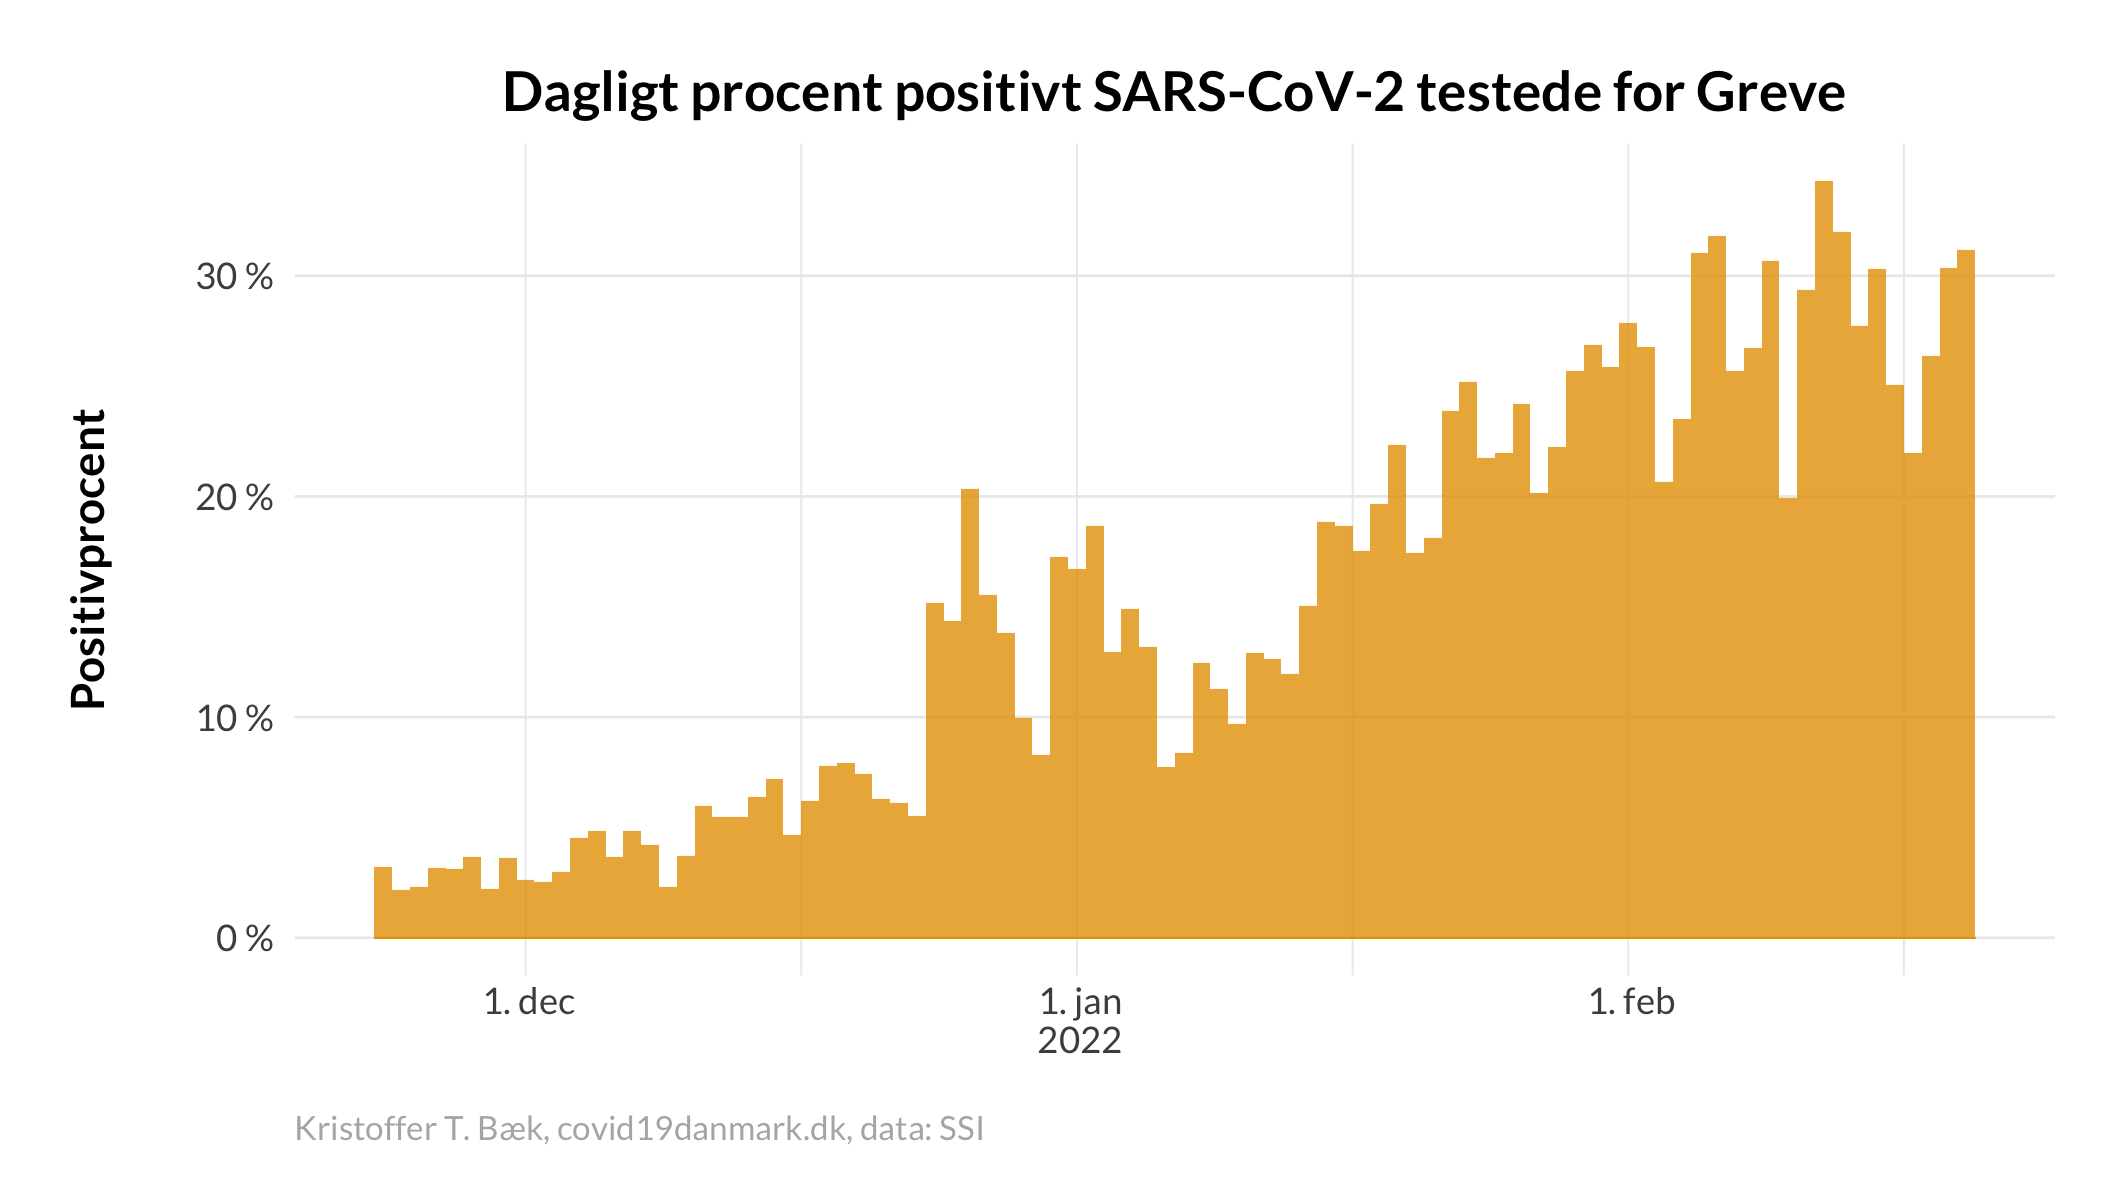 Dagligt procent positivt SARS-CoV-2 testede for Greve
Positivprocent
30 %
20 %
10 %
0 %
1. dec
1. jan
2022
1. feb
Kristoffer T. Bæk, covid19danmark.dk, data: SSI